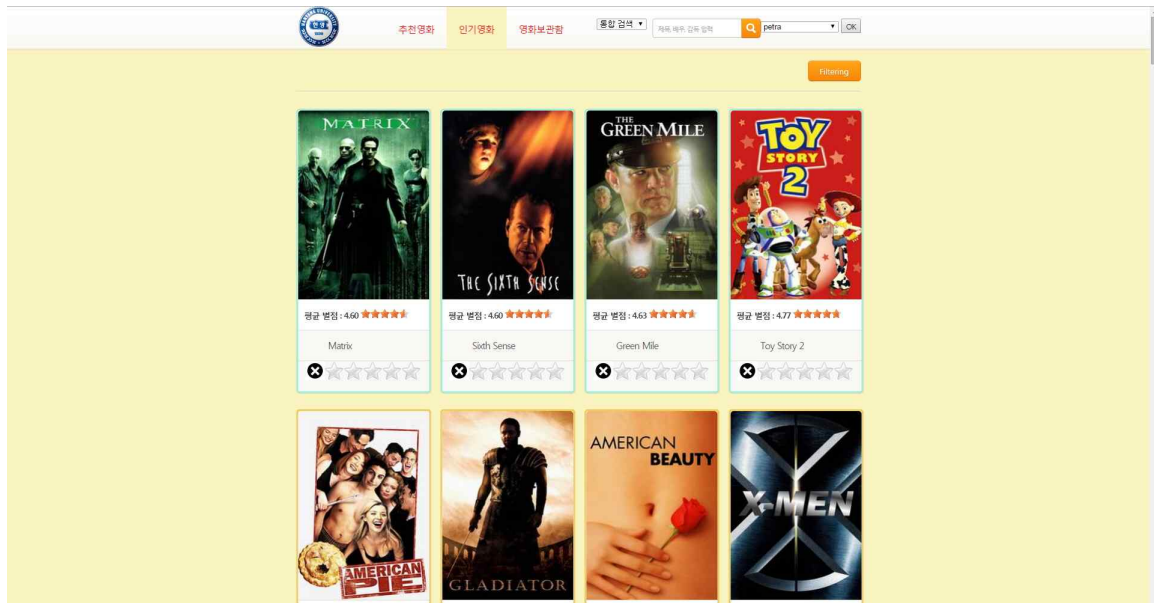 추천영화 인기영화 영화보관함 통합 검색 petra OK
Filtering
MATRIX
THE SIXTH SENSE
THE GREEN MILE
TOY STORY 2
평균 별점 : 4.60 평균 별점 : 4.60 평균 별점 : 4.63 평균 별점 : 4.77
Matrix Sixth Sense Green Mile Toy Story 2
AMERICAN PIE
GLADIATOR
AMERICAN BEAUTY
X-MEN